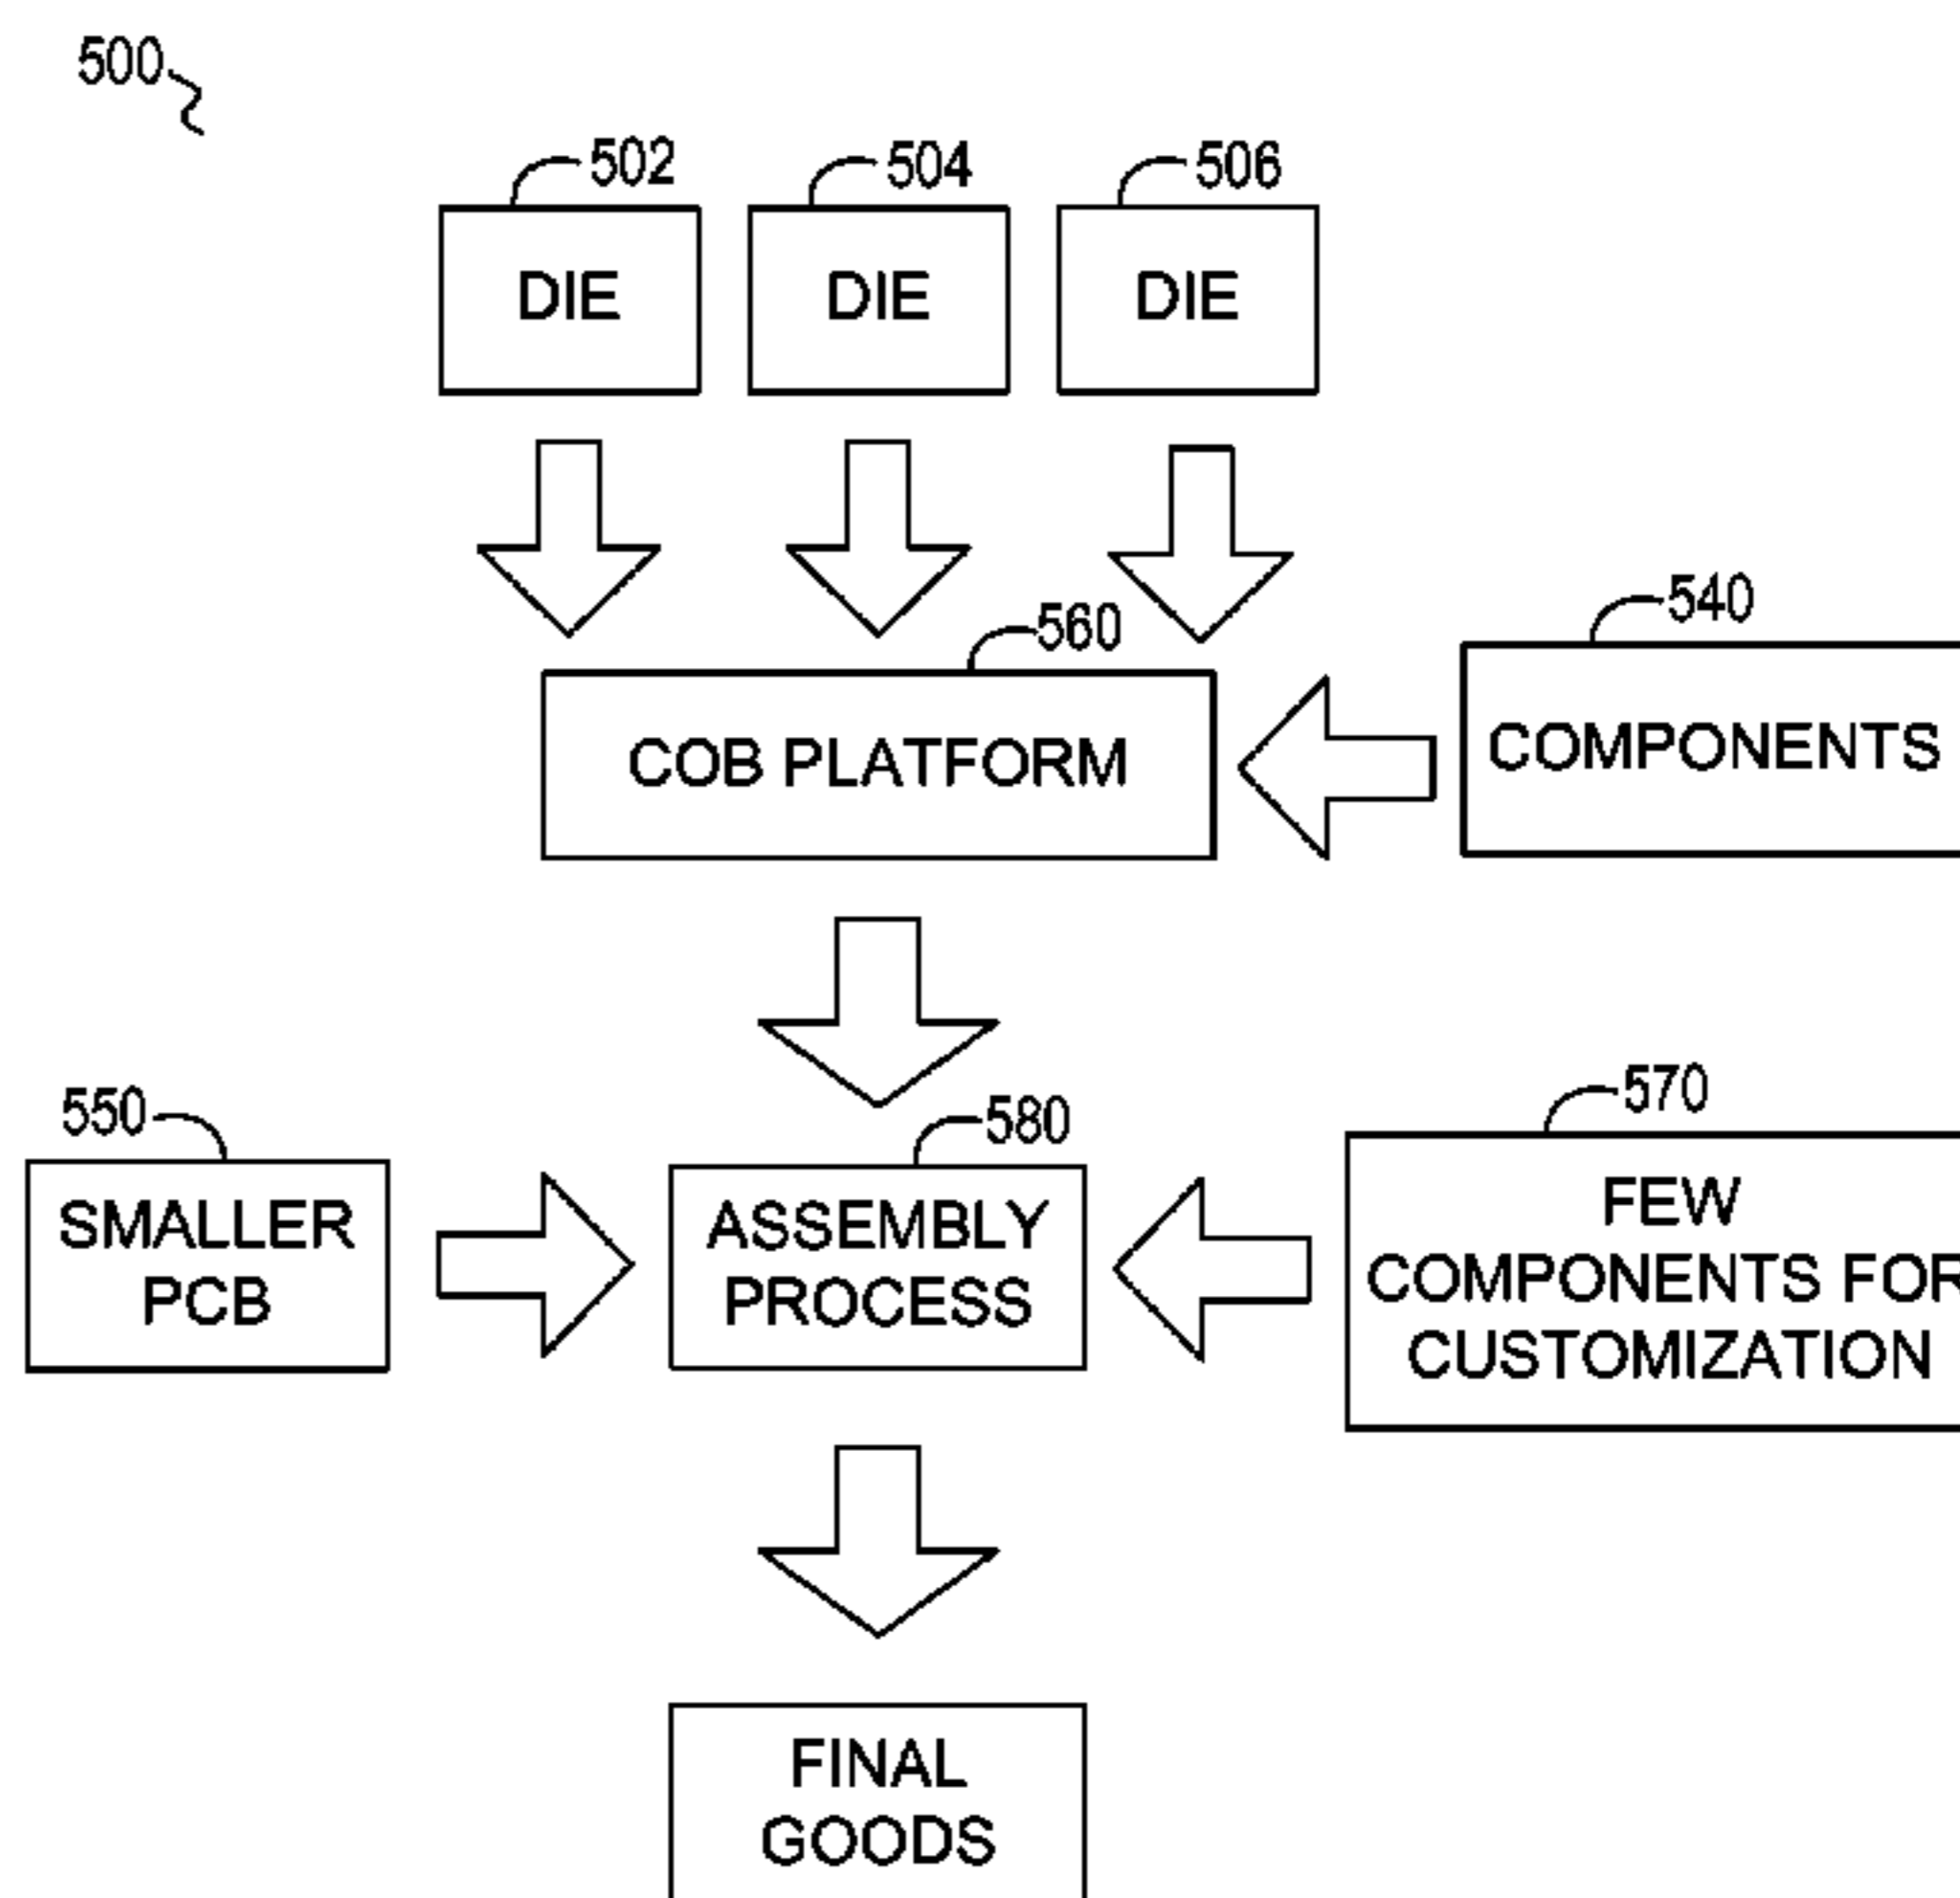 500
502
504
506
DIE
DIE
DIE
560
540
COB PLATFORM
COMPONENTS
550
580
570
SMALLER
PCB
ASSEMBLY
PROCESS
FEW
COMPONENTS FOR
CUSTOMIZATION
FINAL
GOODS